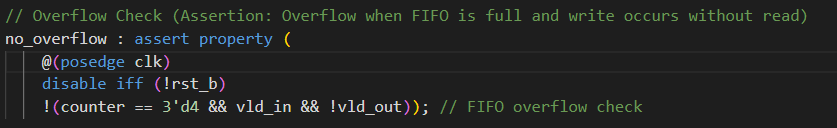 // Overflow Check (Assertion: Overflow when FIFO is full and write occurs without read)
no_overflow : assert property (
@(posedge clk)
disable iff (!rst_b)
!(counter == 3'd4 && vld_in && !vld_out)); // FIFO overflow check